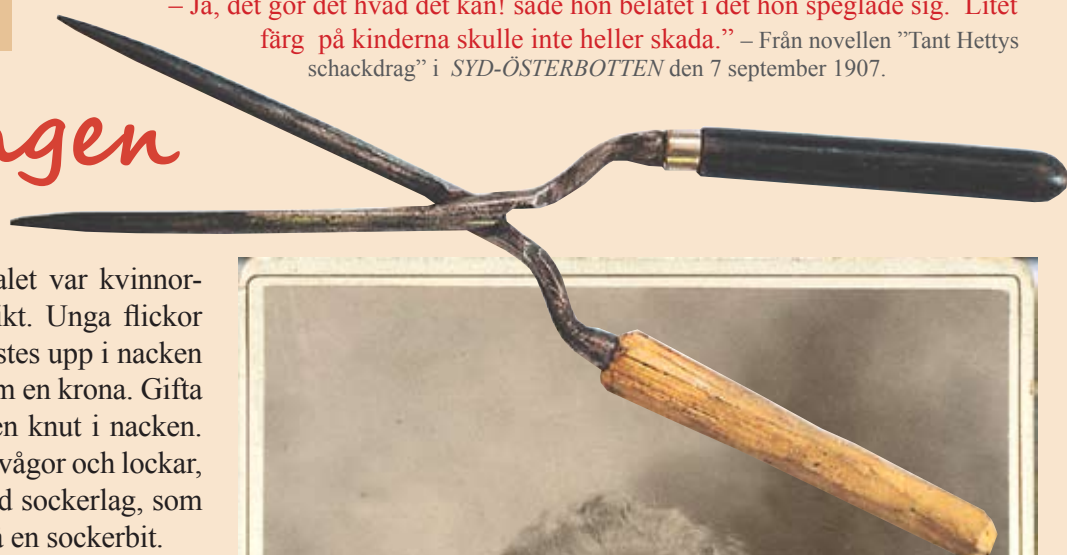 – Ja, det gör det hvad det kan! sade hon belåtet i det hon speglade sig. Litet
färg på kinderna skulle inte heller skada.” – Från novellen ”Tant Hettys
schackdrag” i SYD-ÖSTERBOTTEN den 7 september 1907.
ngen
alet var kvinnor-
ikt. Unga flickor
stes upp i nacken
m en krona. Gifta
en knut i nacken.
vågor och lockar,
d sockerlag, som
en sockerbit.